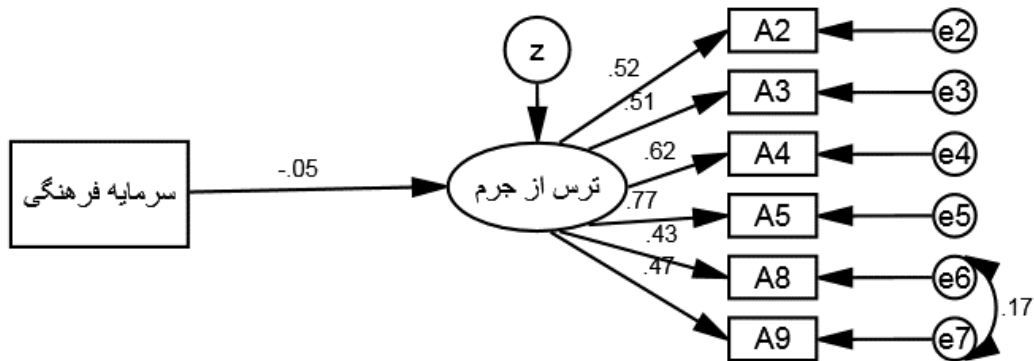 سرمایه فرهنگی
-.05
z
ترس از جرم
.52
.51
.62
.77
.43
.47
A2
e2
A3
e3
A4
e4
A5
e5
A8
e6
A9
e7
.17